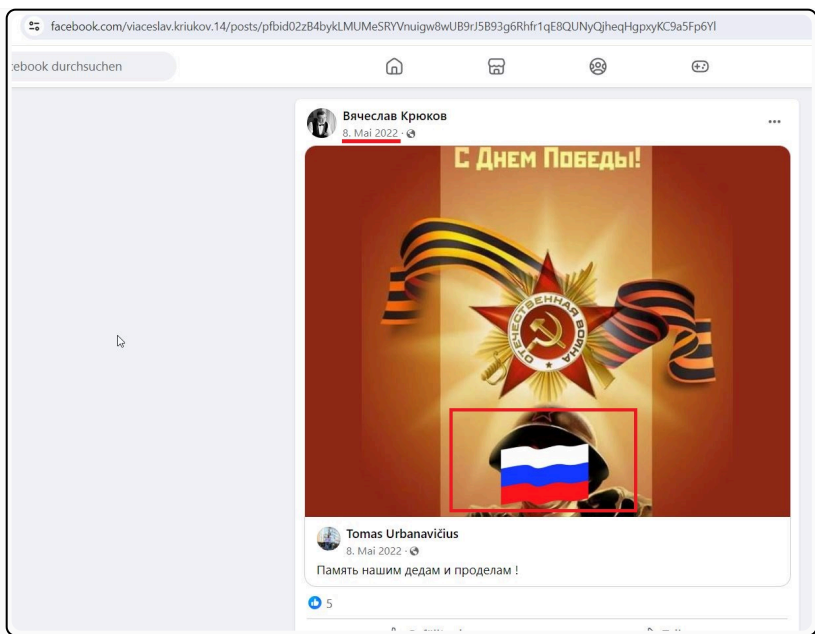 facebook.com/viaceslav.kriukov.14/posts/pfbid02zB4bykLMUMeSRYVnuigw8wUB9rJ5B93g6Rhfr1qE8QUNyQjheqHgpxyKC9a5Fp6Yl
ebook durchsuchen
Вячеслав Крюков
8. Mai 2022 ·
С Днем Победы!
ОТЕЧЕСТВЕННАЯ ВОЙНА
Tomas Urbanavičius
8. Mai 2022 ·
Память нашим дедам и проделам !
5